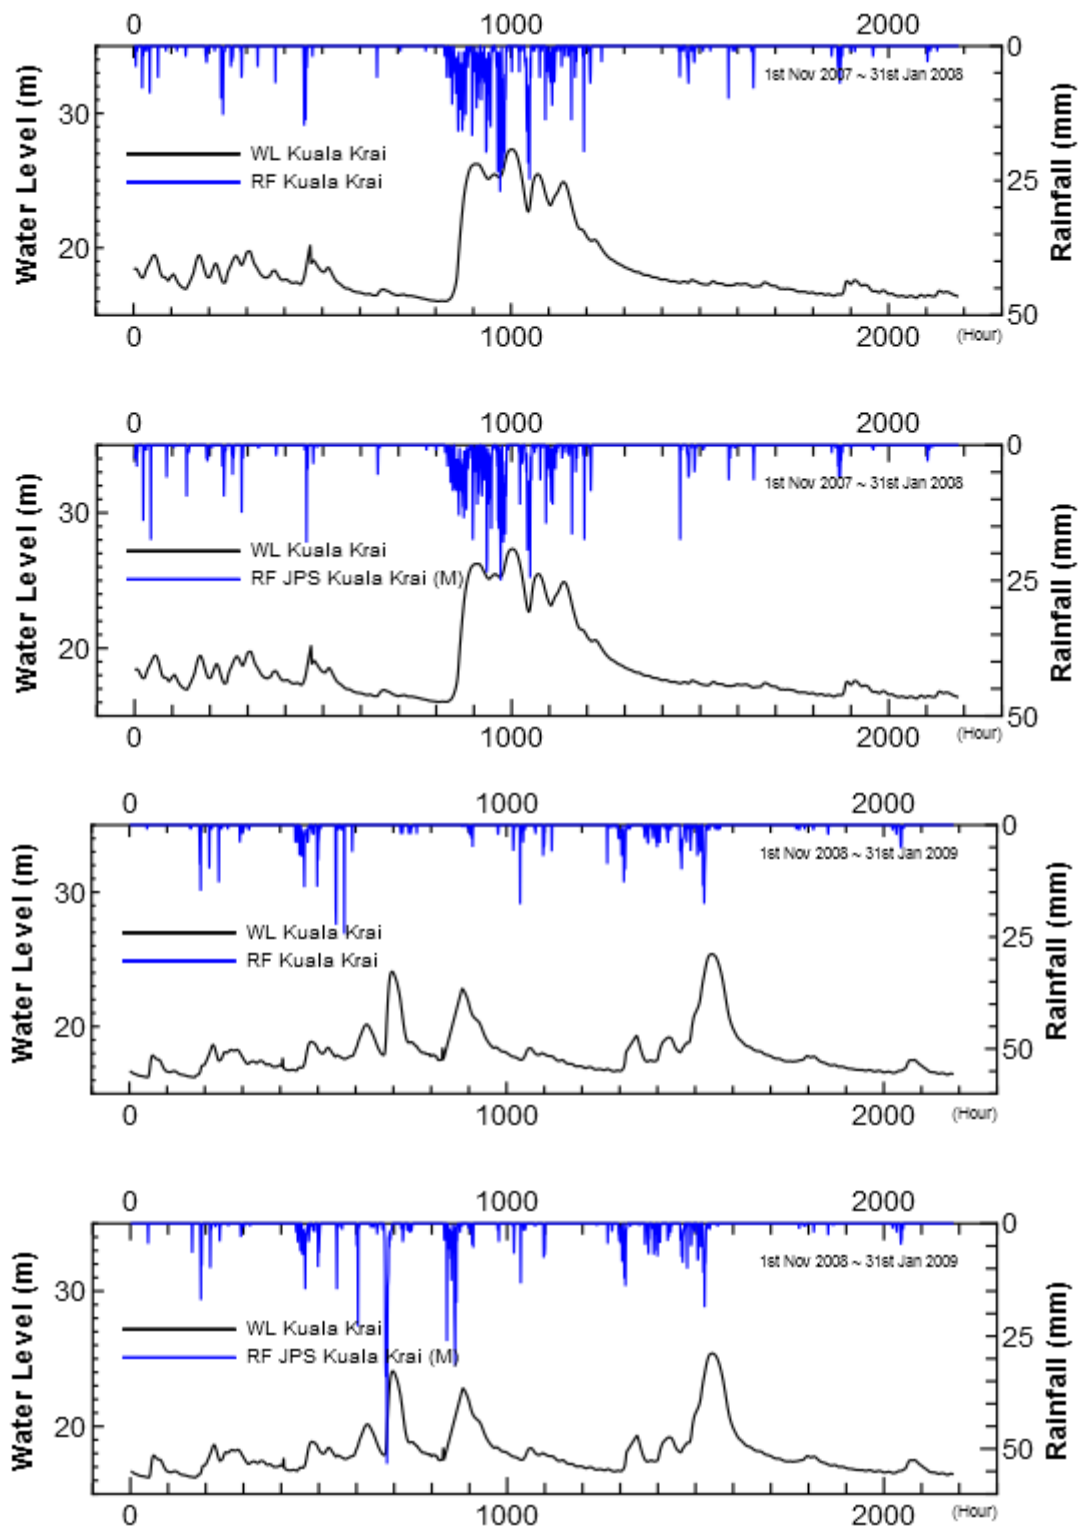 0 1000 2000
0
1st Nov 2007 ~ 31st Jan 2008
30
WL Kuala Krai
RF Kuala Krai
25
20
50
0 1000 2000 (Hour)
Water Level (m)
Rainfall (mm)
0 1000 2000
0
1st Nov 2007 ~ 31st Jan 2008
30
WL Kuala Krai
RF JPS Kuala Krai (M)
25
20
50
0 1000 2000 (Hour)
Water Level (m)
Rainfall (mm)
0 1000 2000
0
1st Nov 2008 ~ 31st Jan 2009
30
WL Kuala Krai
RF Kuala Krai
25
20
50
0 1000 2000 (Hour)
Water Level (m)
Rainfall (mm)
0 1000 2000
0
1st Nov 2008 ~ 31st Jan 2009
30
WL Kuala Krai
RF JPS Kuala Krai (M)
25
20
50
0 1000 2000 (Hour)
Water Level (m)
Rainfall (mm)